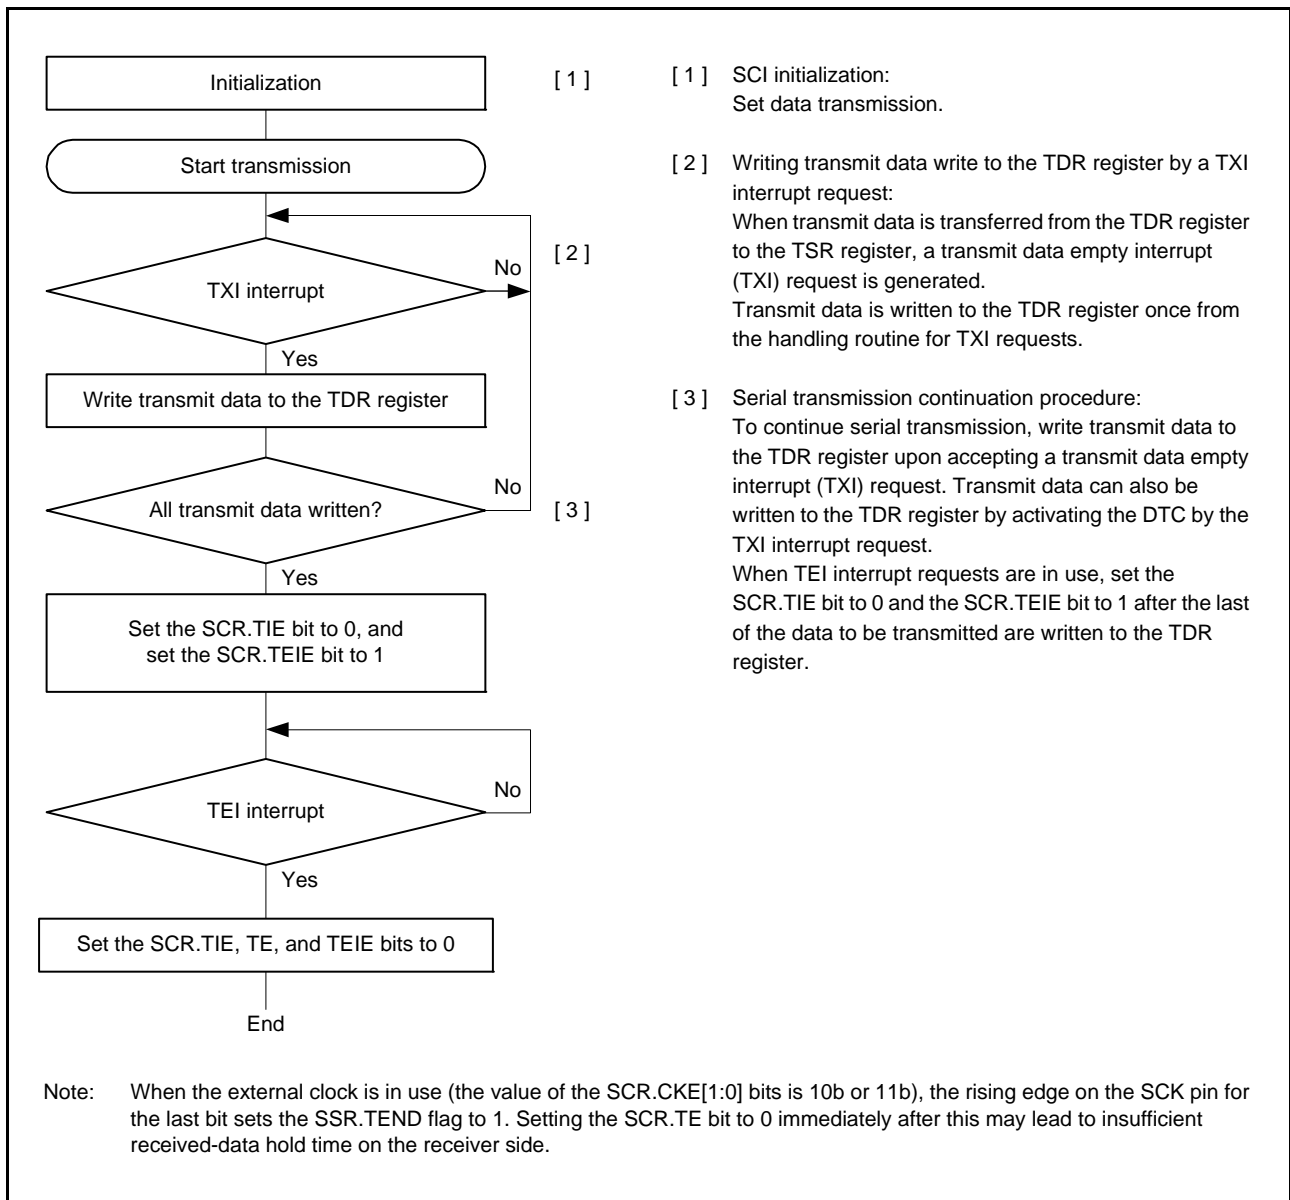 Initialization
[ 1 ]
Start transmission
[ 2 ]
TXI interrupt
No
Yes
Write transmit data to the TDR register
All transmit data written?
No
[ 3 ]
Yes
Set the SCR.TIE bit to 0, and
set the SCR.TEIE bit to 1
TEI interrupt
No
Yes
Set the SCR.TIE, TE, and TEIE bits to 0
End
[ 1 ] SCI initialization:
Set data transmission.
[ 2 ] Writing transmit data write to the TDR register by a TXI
interrupt request:
When transmit data is transferred from the TDR register
to the TSR register, a transmit data empty interrupt
(TXI) request is generated.
Transmit data is written to the TDR register once from
the handling routine for TXI requests.
[ 3 ] Serial transmission continuation procedure:
To continue serial transmission, write transmit data to
the TDR register upon accepting a transmit data empty
interrupt (TXI) request. Transmit data can also be
written to the TDR register by activating the DTC by the
TXI interrupt request.
When TEI interrupt requests are in use, set the
SCR.TIE bit to 0 and the SCR.TEIE bit to 1 after the last
of the data to be transmitted are written to the TDR
register.
Note: When the external clock is in use (the value of the SCR.CKE[1:0] bits is 10b or 11b), the rising edge on the SCK pin for
the last bit sets the SSR.TEND flag to 1. Setting the SCR.TE bit to 0 immediately after this may lead to insufficient
received-data hold time on the receiver side.